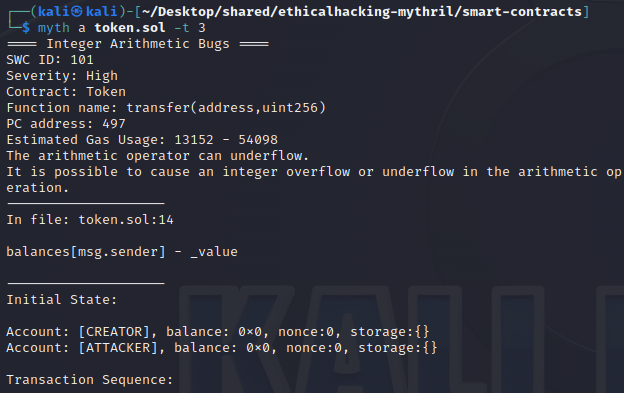 ┌──(kali㉿kali)-[~/Desktop/shared/ethicalhacking-mythril/smart-contracts]
└─$ myth a token.sol -t 3
==== Integer Arithmetic Bugs ====
SWC ID: 101
Severity: High
Contract: Token
Function name: transfer(address,uint256)
PC address: 497
Estimated Gas Usage: 13152 - 54098
The arithmetic operator can underflow.
It is possible to cause an integer overflow or underflow in the arithmetic op
eration.
--------------------
In file: token.sol:14
balances[msg.sender] - _value
--------------------
Initial State:
Account: [CREATOR], balance: 0×0, nonce:0, storage:{}
Account: [ATTACKER], balance: 0×0, nonce:0, storage:{}
Transaction Sequence:
KALI